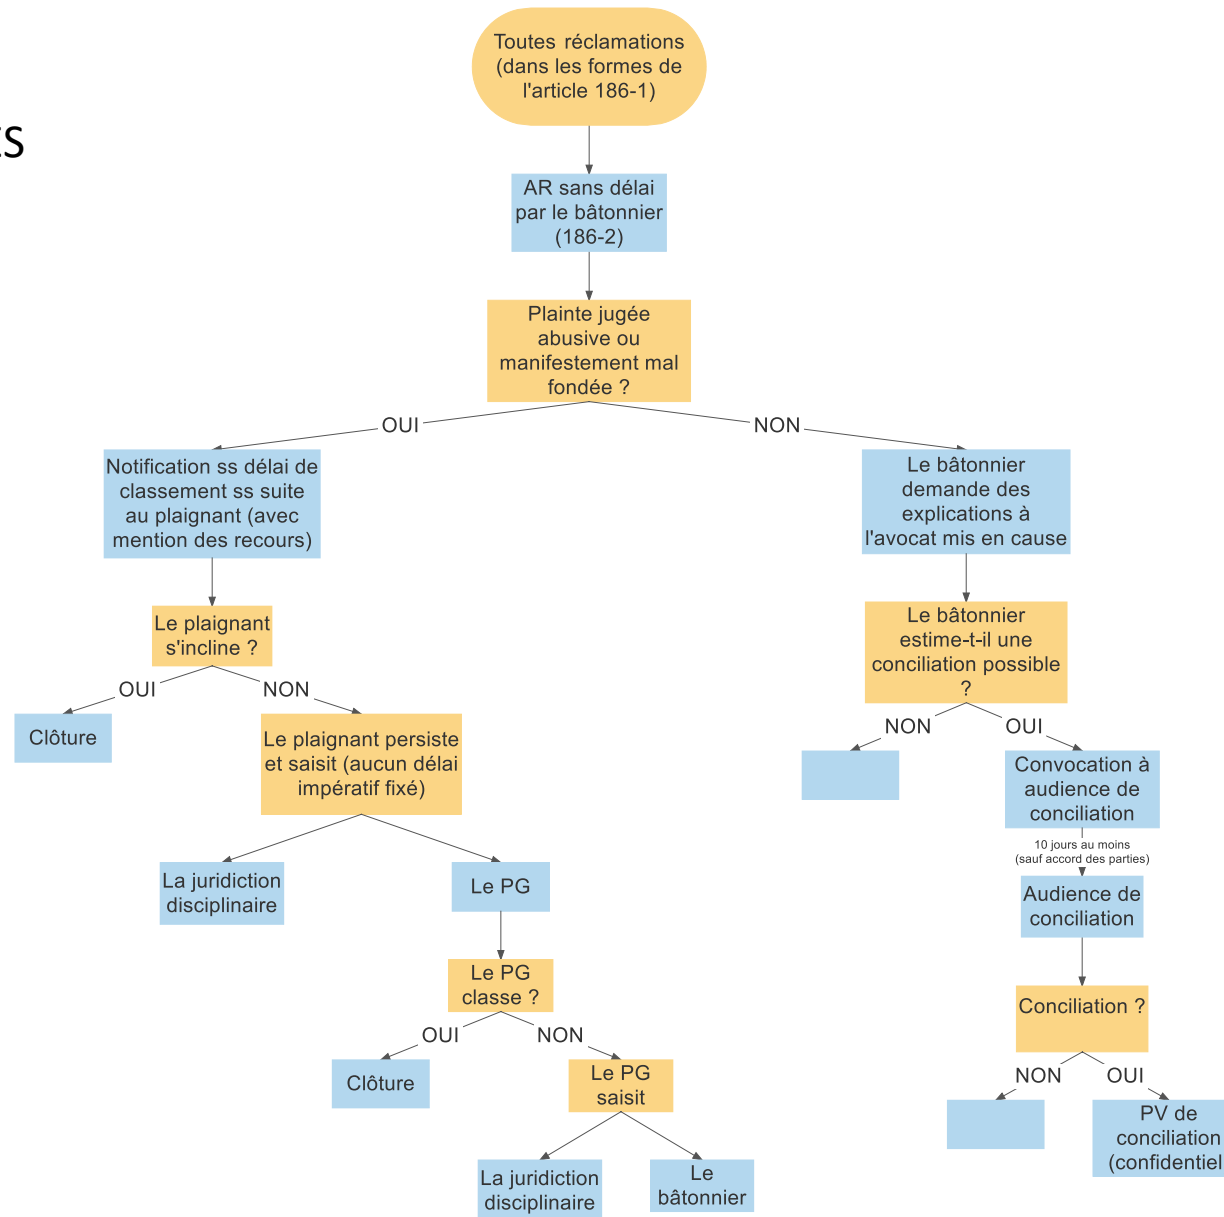 Toutes réclamations
(dans les formes de
l'article 186-1)
ES
AR sans délai
par le bâtonnier
(186-2)
Plainte jugée
abusive ou
manifestement mal
fondée ?
OUI
NON
Notification ss délai de
classement ss suite
au plaignant (avec
mention des recours)
Le bâtonnier
demande des
explications à
l'avocat mis en cause
Le plaignant
s'incline ?
Le bâtonnier
estime-t-il une
conciliation possible
?
OUI
NON
NON
OUI
Clôture
Le plaignant persiste
et saisit (aucun délai
impératif fixé)
Convocation à
audience de
conciliation
10 jours au moins
(sauf accord des parties)
La juridiction
disciplinaire
Le PG
Audience de
conciliation
Le PG
classe ?
Conciliation ?
OUI
NON
NON
OUI
Clôture
Le PG
saisit
PV de
conciliation
(confidentiel
La juridiction
disciplinaire
Le
bâtonnier